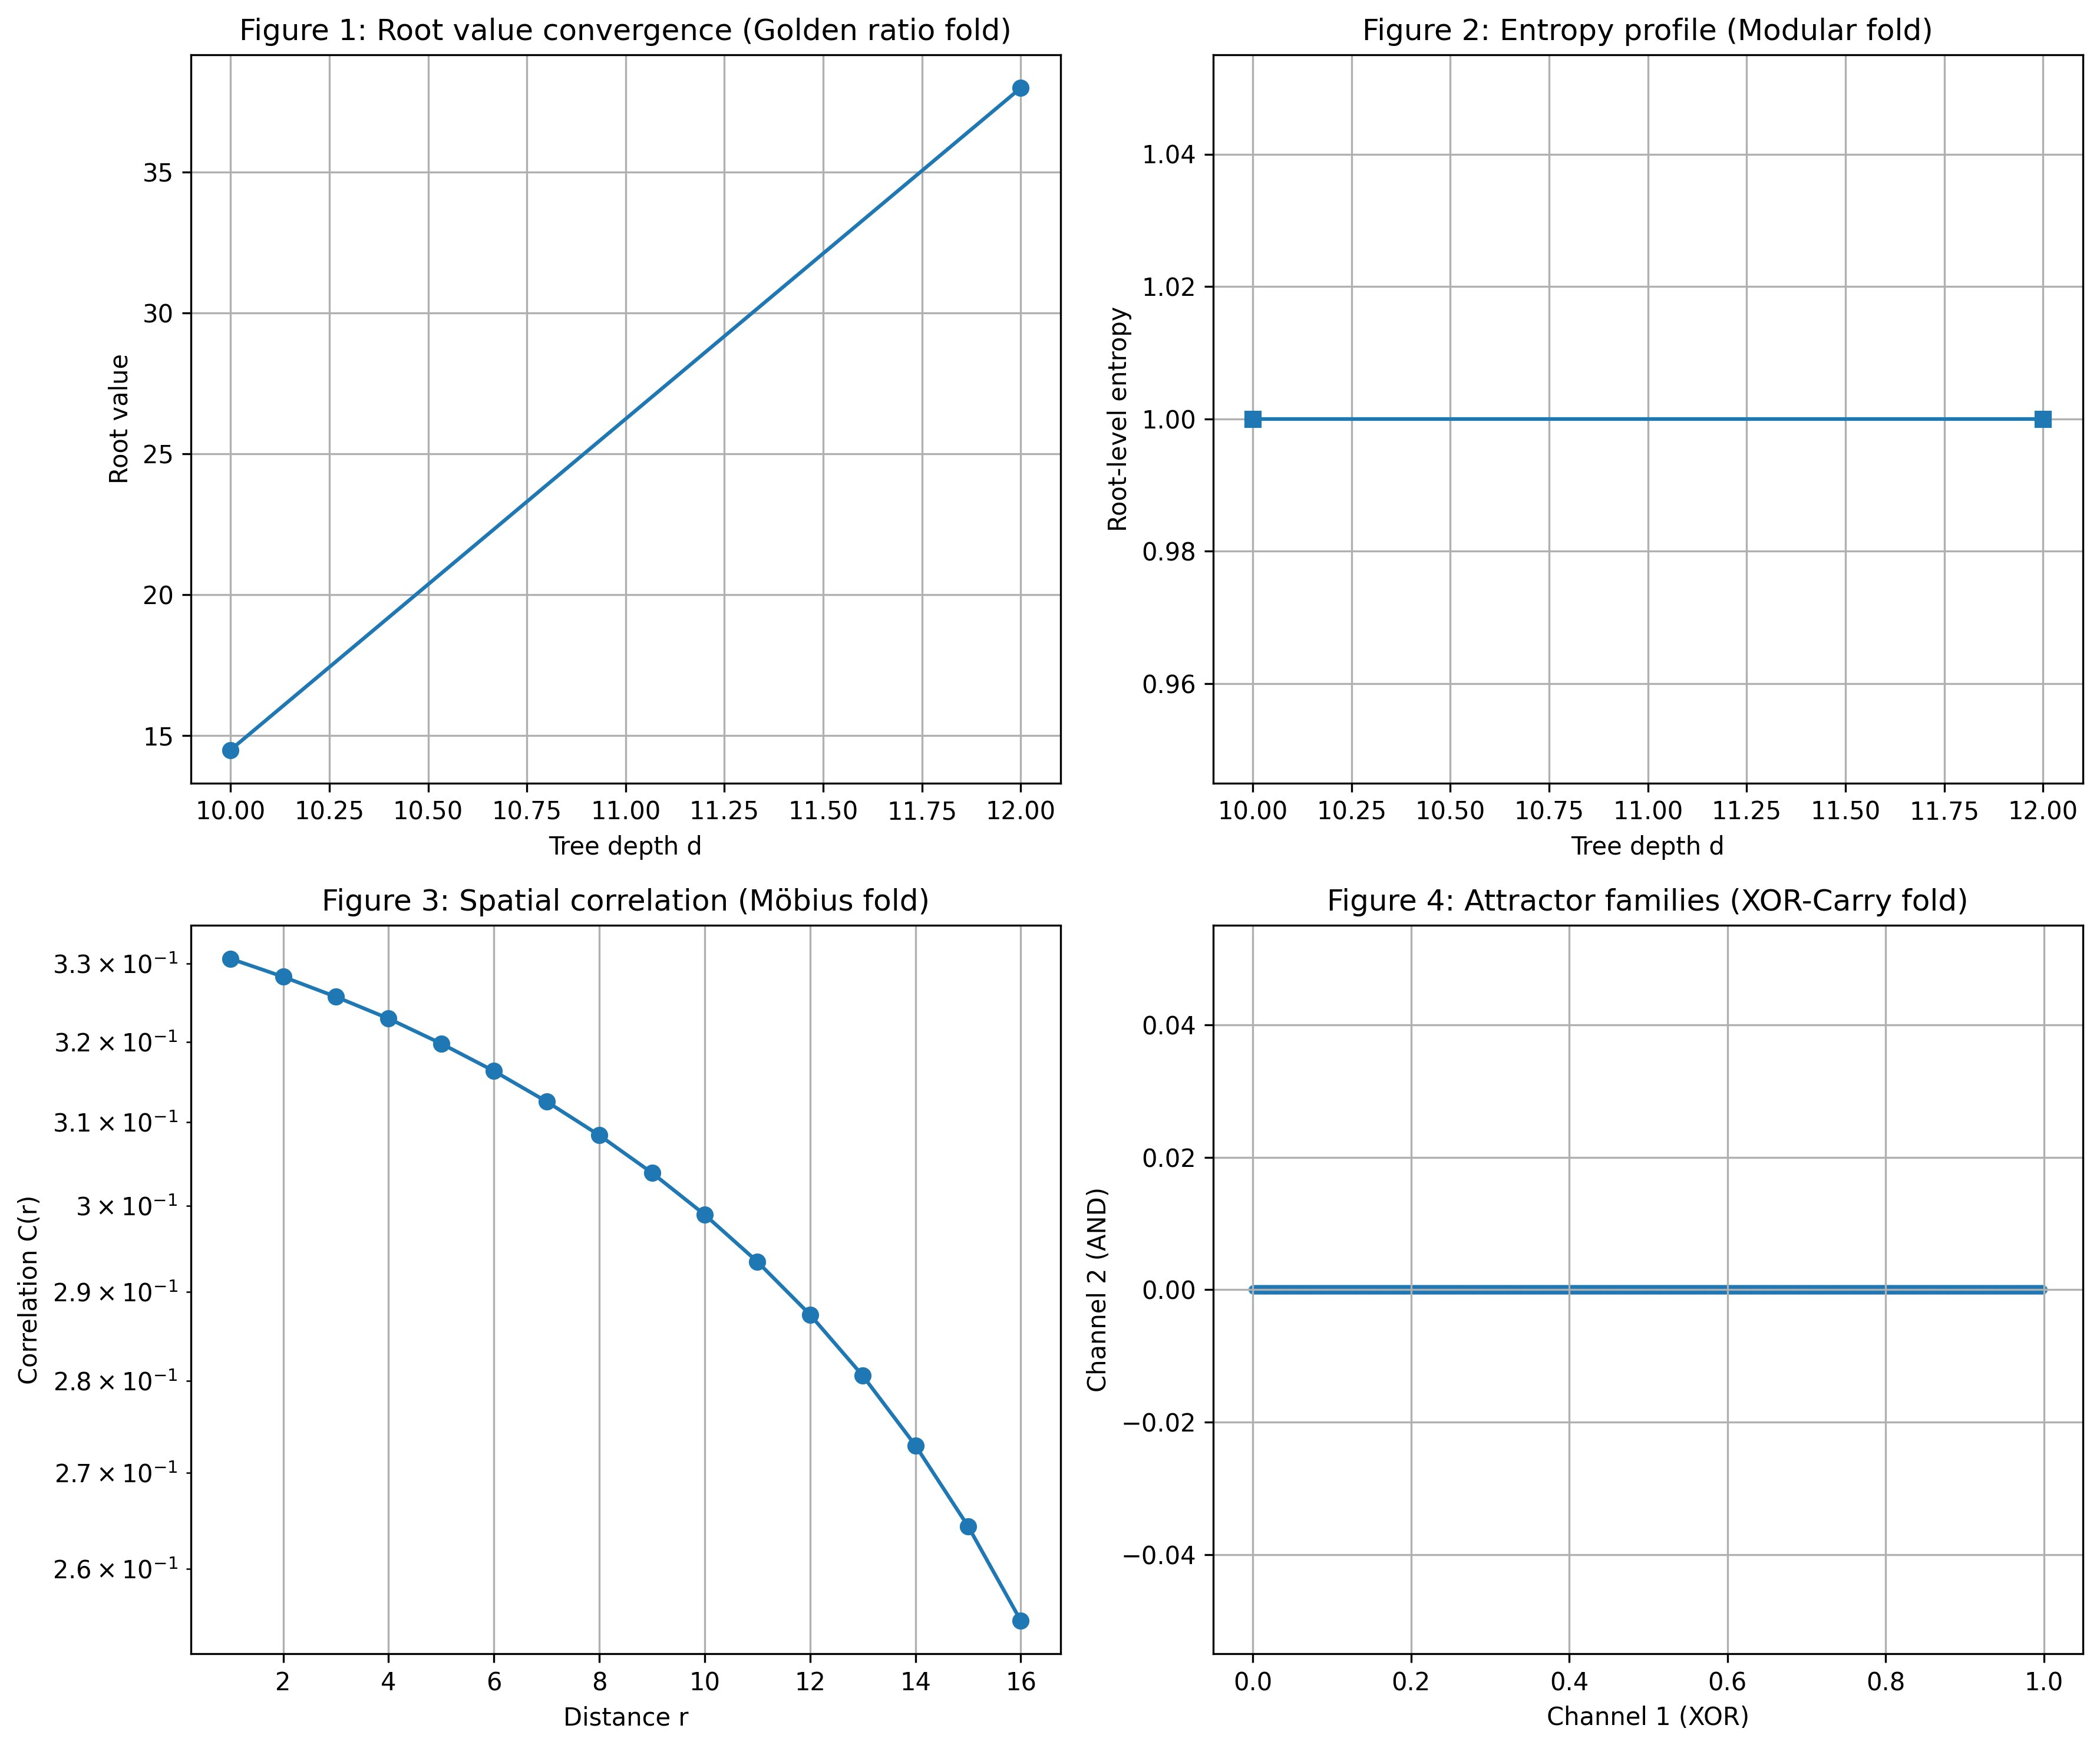 Figure 1: Root value convergence (Golden ratio fold)
Root value
35
30
25
20
15
10.00 10.25 10.50 10.75 11.00 11.25 11.50 11.75 12.00
Tree depth d
Figure 2: Entropy profile (Modular fold)
Root-level entropy
1.04
1.02
1.00
0.98
0.96
10.00 10.25 10.50 10.75 11.00 11.25 11.50 11.75 12.00
Tree depth d
Figure 3: Spatial correlation (Möbius fold)
Correlation C(r)
3.3 × 10⁻¹
3.2 × 10⁻¹
3.1 × 10⁻¹
3 × 10⁻¹
2.9 × 10⁻¹
2.8 × 10⁻¹
2.7 × 10⁻¹
2.6 × 10⁻¹
2 4 6 8 10 12 14 16
Distance r
Figure 4: Attractor families (XOR-Carry fold)
Channel 2 (AND)
0.04
0.02
0.00
−0.02
−0.04
0.0 0.2 0.4 0.6 0.8 1.0
Channel 1 (XOR)